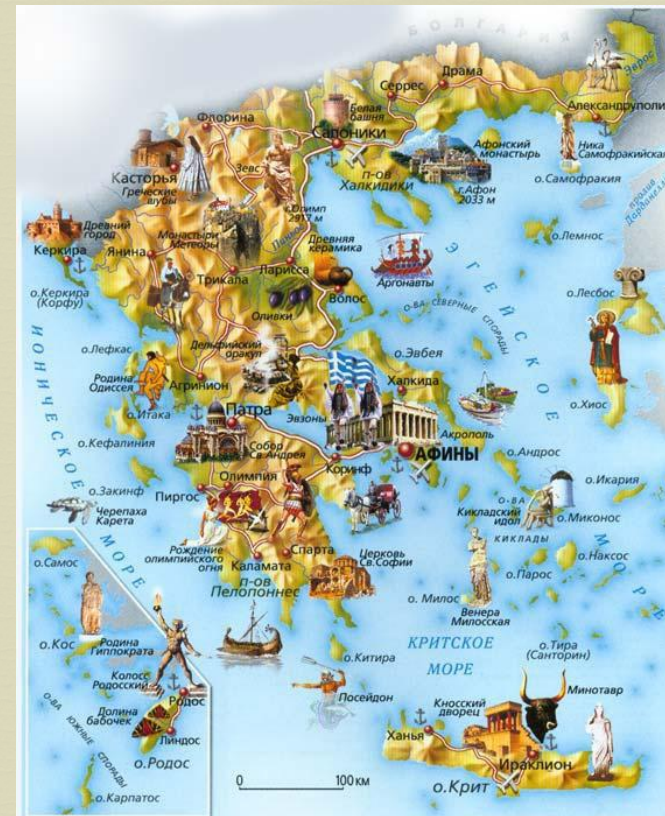 БОЛГАРИЯ
Эврос
Драма
Серрес
Александруполи
Белая
башня
Флорина
Салоники
Афонский
монастырь
Ника
Самофракийская
о.Самофракия
Касторья
Греческие
шубы
Зевс
п-ов
Халкидики
г.Афон
2033 м
о.Лемнос
Древний
город
Керкира
о.Керкира
(Корфу)
Янина
Монастыри
Метеоры
Трикала
Ларисса
Древняя
керамика
Волос
Оливки
Аргонавты
ЭГЕЙСКОЕ
МОРЕ
О-ВА СЕВЕРНЫЕ СПОРАДЫ
о.Лесбос
ИОНИЧЕСКОЕ
МОРЕ
о.Лефкас
Дельфийский
оракул
о.Эвбея
Родина
Одиссея
Агринион
Халкида
о.Хиос
о.Итака
Патра
Эвзоны
Акрополь
АФИНЫ
о.Кефалиния
Собор
Св.Андрея
Коринф
о.Андрос
о.Икария
Олимпия
о.Закинф
Пиргос
Черепаха
Карета
О-ВА
КИКЛАДЫ
Кикладский
идол
о.Миконос
Рождение
олимпийского
огня
Спарта
Каламата
п-ов
Пелопоннес
Церковь
Св.Софии
о.Наксос
о.Парос
о. Милос
Венера
Милосская
о.Самос
о.Кос
Родина
Гиппократа
Колосс
Родосский
Родос
Долина
бабочек
Линдос
о.Родос
О-ВА ЮЖНЫЕ СПОРАДЫ
о.Карпатос
КРИТСКОЕ
МОРЕ
о.Тира
(Санторин)
о.Китира
Посейдон
Кносский
дворец
Минотавр
Ханья
Ираклион
о.Крит
0
100 км